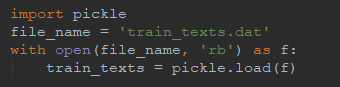 import pickle
file_name = 'train_texts.dat'
with open(file_name, 'rb') as f:
    train_texts = pickle.load(f)